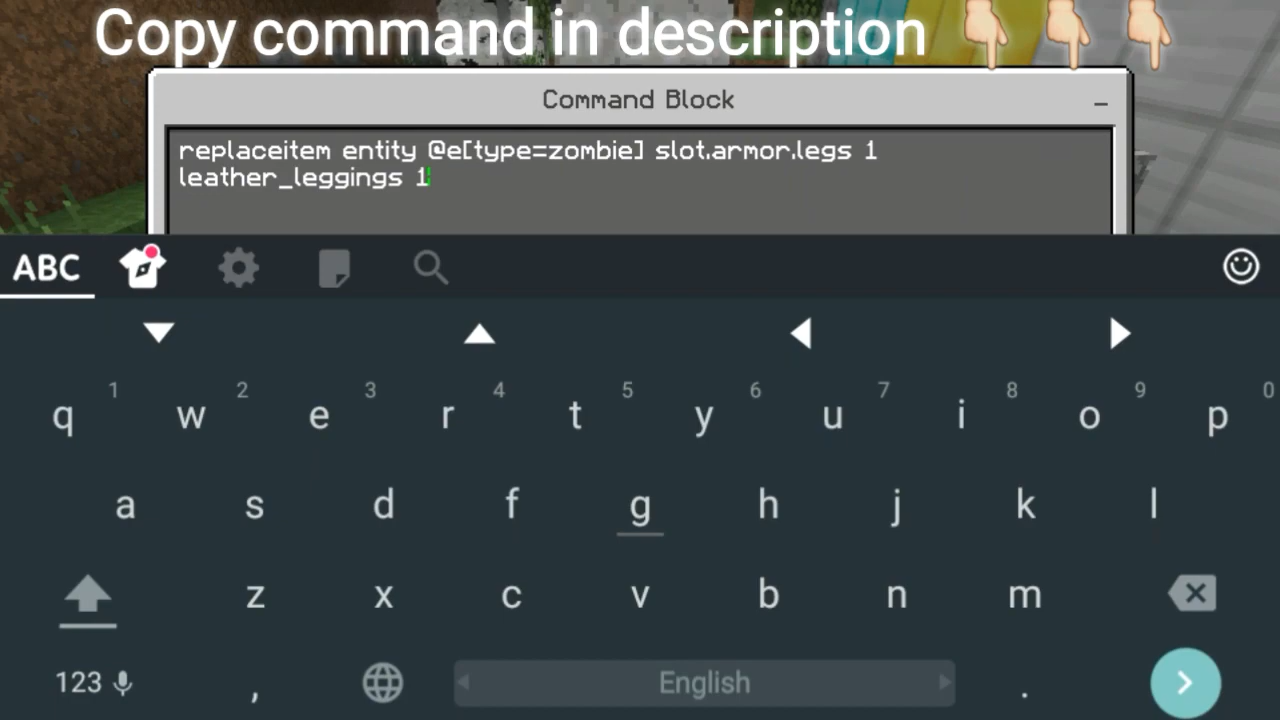 Copy command in description 👇🏻 👇🏻 👇🏻
Command Block
replaceitem entity @e[type=zombie] slot.armor.legs 1
leather_leggings 1
ABC
1 2 3 4 5 6 7 8 9 0
q w e r t y u i o p
a s d f g h j k l
z x c v b n m
123 , English .